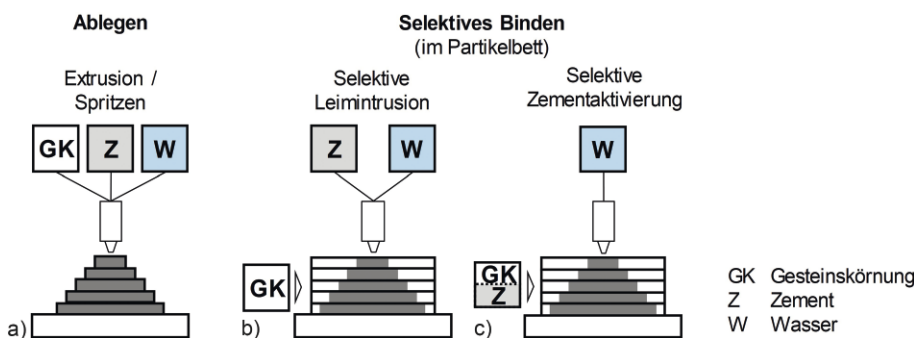 Ablegen
Extrusion /
Spritzen
GK Z W
a)
Selektives Binden
(im Partikelbett)
Selektive
Leimintrusion
Z W
GK
b)
Selektive
Zementaktivierung
W
GK
Z
c)
GK Gesteinskörnung
Z Zement
W Wasser